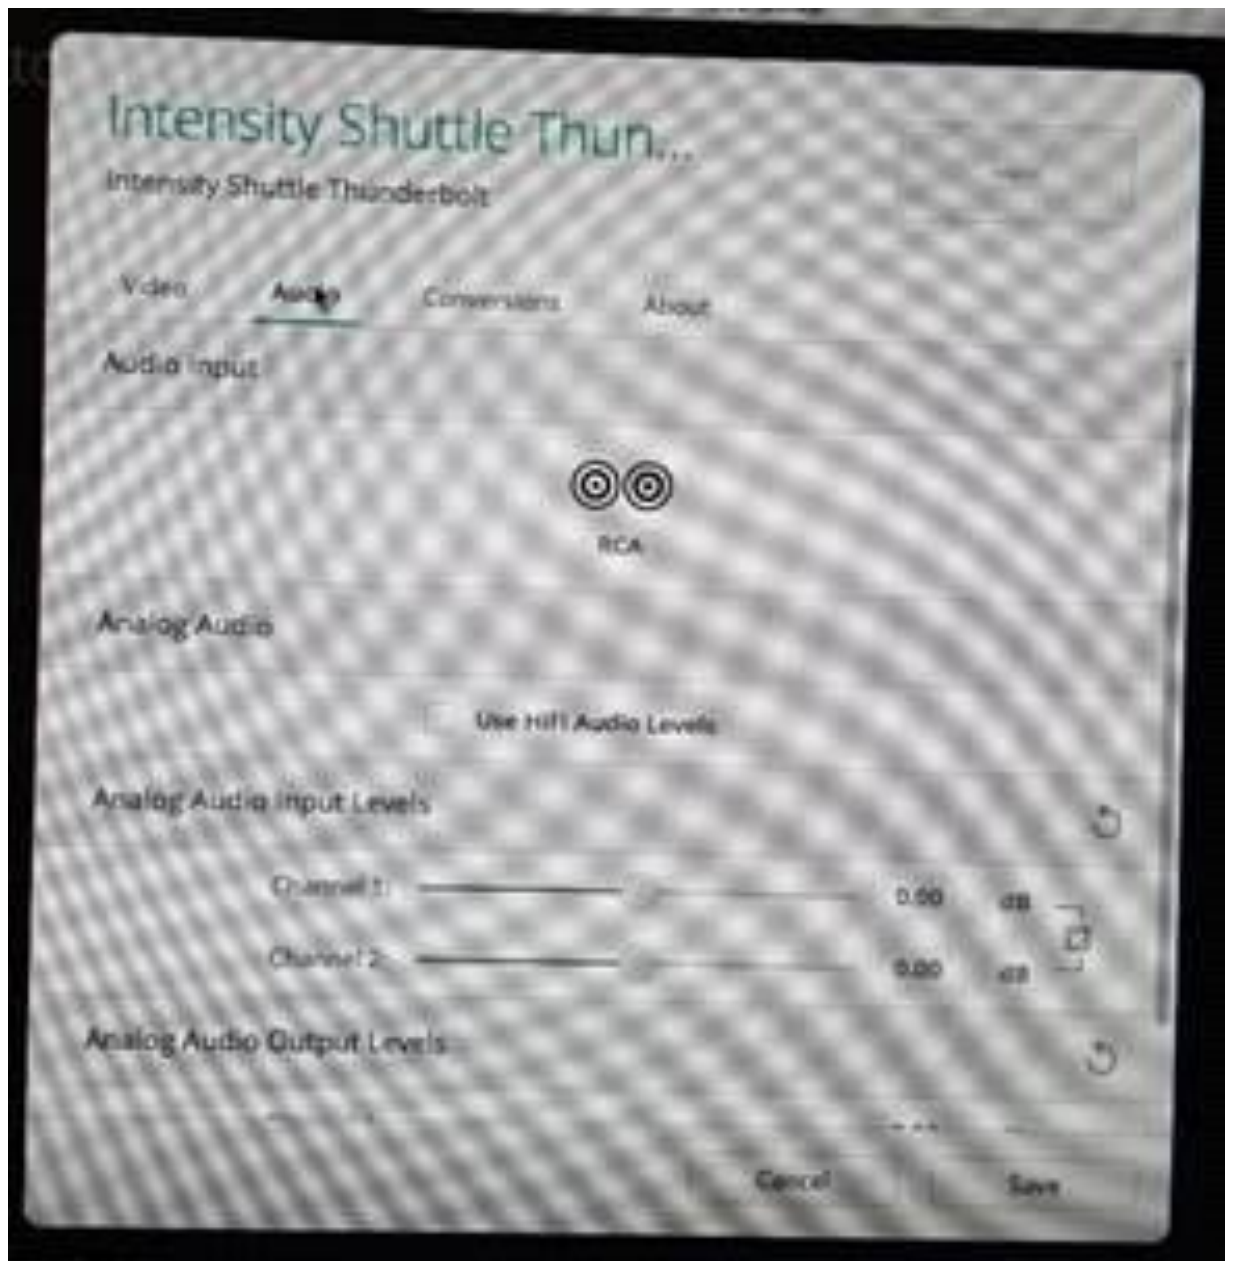 Intensity Shuttle Thun...
Intensity Shuttle Thunderbolt
Video Audio Conversions About
Audio Input
RCA
Analog Audio
Use HiFi Audio Levels
Analog Audio Input Levels
Channel 1: 0.00 dB
Channel 2: 0.00 dB
Analog Audio Output Levels
Cancel Save